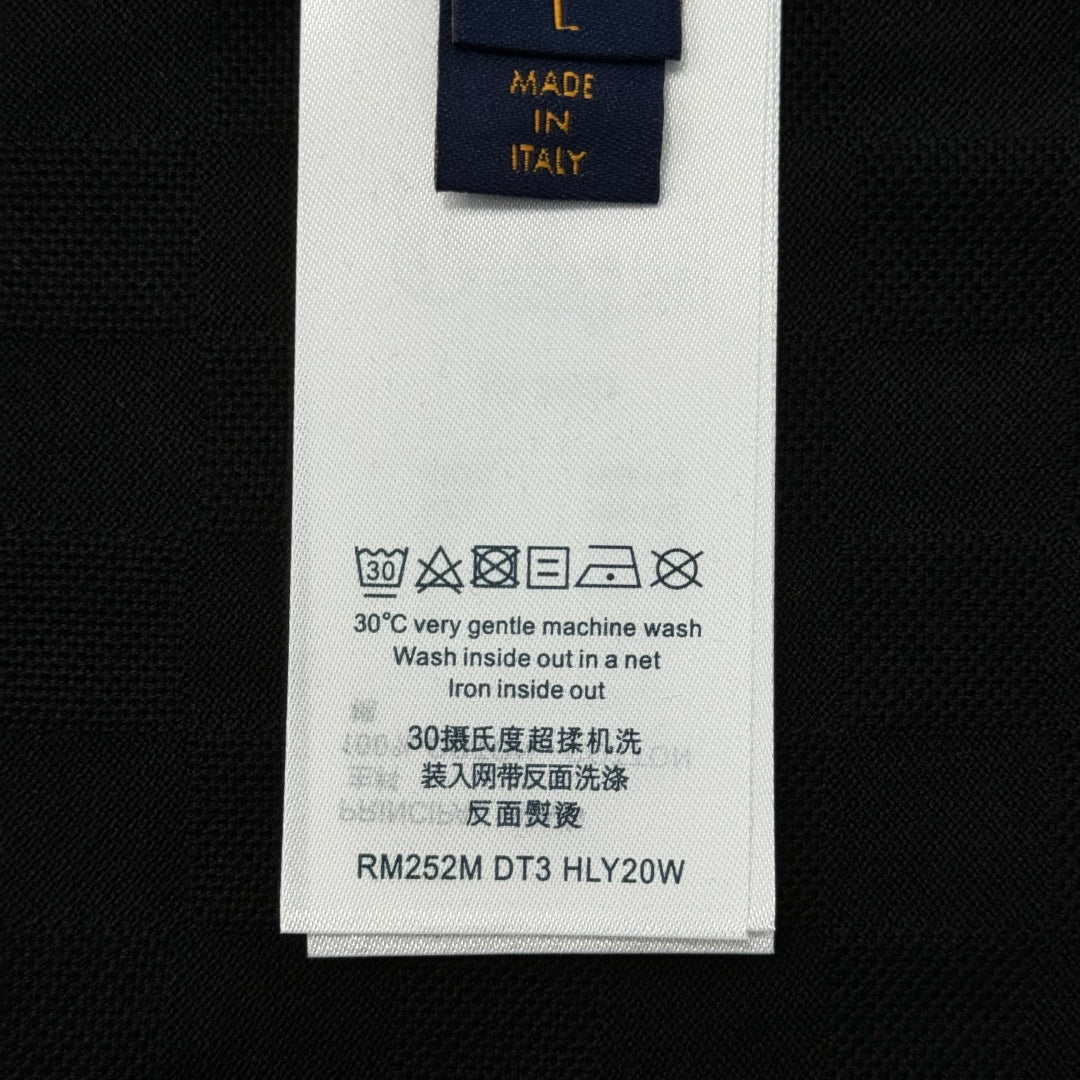 L
MADE
IN
ITALY
30
30°C very gentle machine wash
Wash inside out in a net
Iron inside out
30摄氏度超揉机洗
装入网带反面洗涤
反面熨烫
RM252M DT3 HLY20W